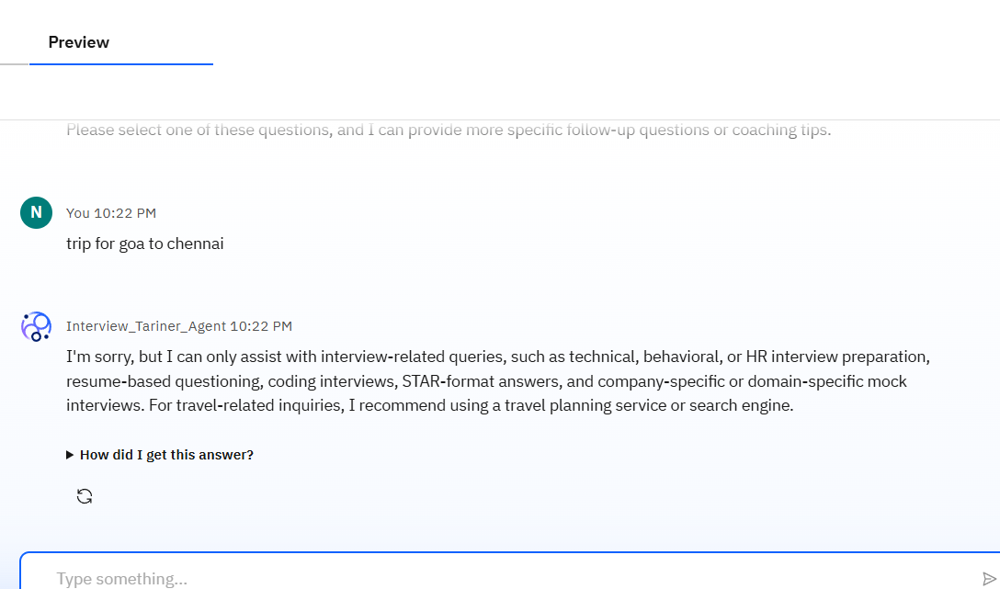 Preview
Please select one of these questions, and I can provide more specific follow-up questions or coaching tips.
N
You 10:22 PM
trip for goa to chennai
Interview_Tariner_Agent 10:22 PM
I'm sorry, but I can only assist with interview-related queries, such as technical, behavioral, or HR interview preparation,
resume-based questioning, coding interviews, STAR-format answers, and company-specific or domain-specific mock
interviews. For travel-related inquiries, I recommend using a travel planning service or search engine.
How did I get this answer?
Type something...